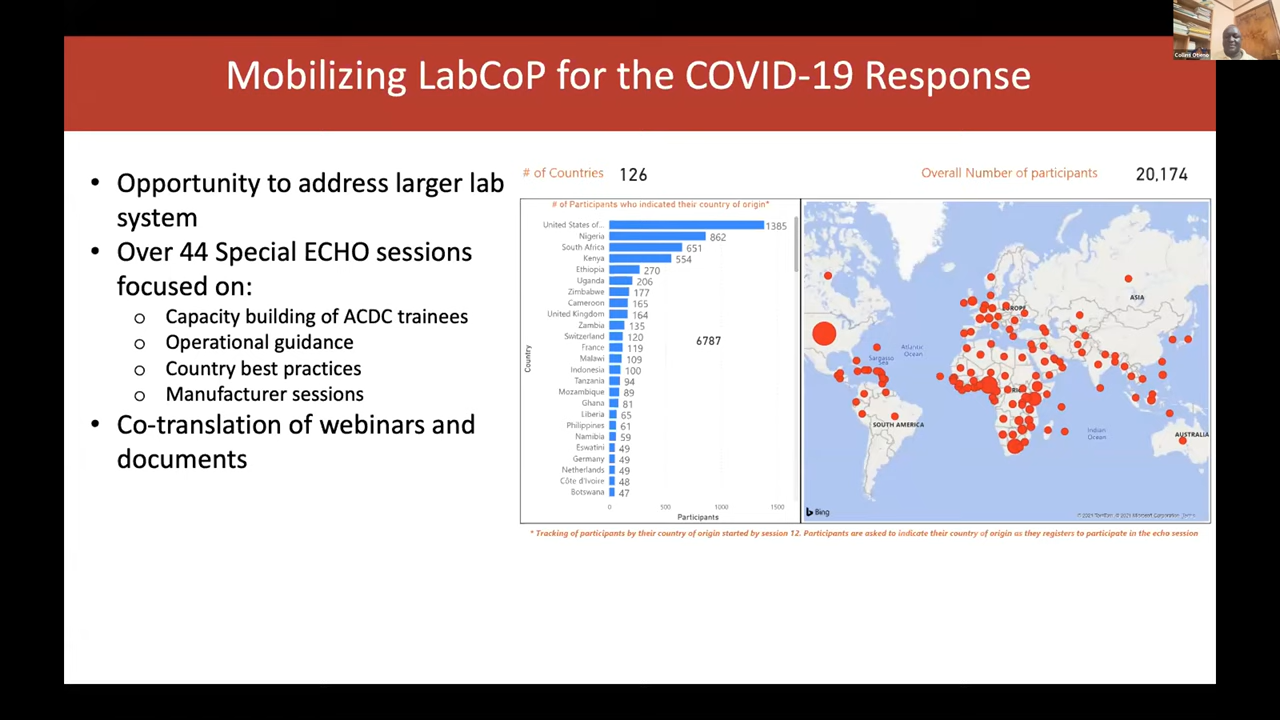 Mobilizing LabCoP for the COVID-19 Response
Colins Otieno
• Opportunity to address larger lab
system
• Over 44 Special ECHO sessions
focused on:
o Capacity building of ACDC trainees
o Operational guidance
o Country best practices
o Manufacturer sessions
• Co-translation of webinars and
documents
# of Countries 126
Overall Number of participants 20,174
# of Participants who indicated their country of origin*
United States of... 1385
Nigeria 862
South Africa 651
Kenya 554
Ethiopia 270
Uganda 206
Zimbabwe 177
Cameroon 165
United Kingdom 164
Zambia 135
Switzerland 120
France 119
Malawi 109
Indonesia 100
Tanzania 94
Mozambique 89
Ghana 81
Liberia 65
Philippines 61
Namibia 59
Eswatini 49
Germany 49
Netherlands 49
Côte d'Ivoire 48
Botswana 47
6787
Country
0 500 1000 1500
Participants
EUROPE
ASIA
Atlantic
Ocean
Sargasso
Sea
SOUTH AMERICA
Indian
Ocean
AUSTRALIA
Bing
© 2021 TomTom, © 2021 Microsoft Corporation Terms
* Tracking of participants by their country of origin started by session 12. Participants are asked to indicate their country of origin as they registers to participate in the echo session